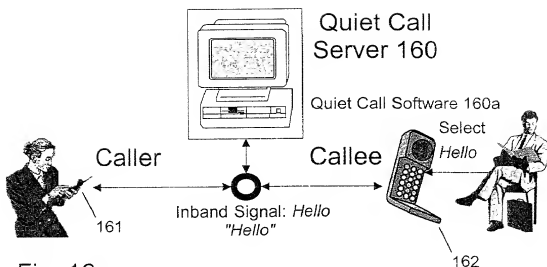 Quiet Call
Server 160
Quiet Call Software 160a
Select
Hello
Caller
Callee
161
Inband Signal: Hello
"Hello"
162